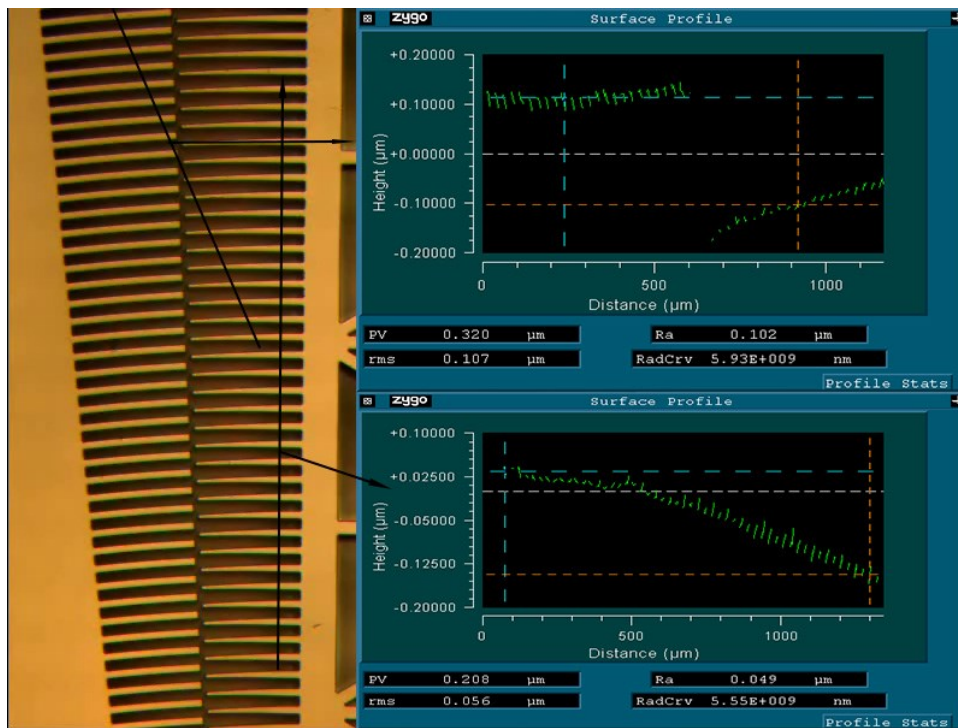 zygo Surface Profile
+0.20000
+0.10000
+0.00000
-0.10000
-0.20000
Height (µm)
0 500 1000
Distance (µm)
PV 0.320 µm Ra 0.102 µm
rms 0.107 µm RadCrv 5.93E+009 nm
Profile Stats
zygo Surface Profile
+0.10000
+0.02500
-0.05000
-0.12500
-0.20000
Height (µm)
0 500 1000
Distance (µm)
PV 0.208 µm Ra 0.049 µm
rms 0.056 µm RadCrv 5.55E+009 nm
Profile Stats